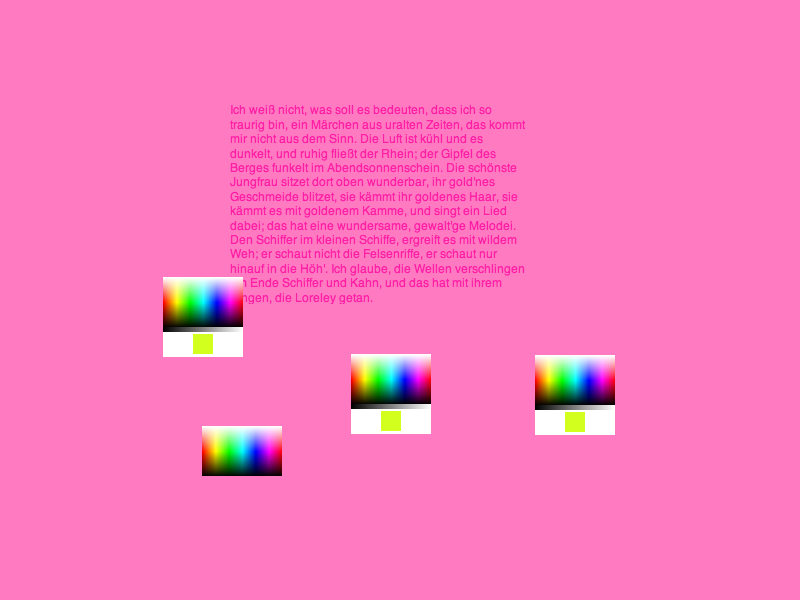 Ich weiß nicht, was soll es bedeuten, dass ich so
traurig bin, ein Märchen aus uralten Zeiten, das kommt
mir nicht aus dem Sinn. Die Luft ist kühl und es
dunkelt, und ruhig fließt der Rhein; der Gipfel des
Berges funkelt im Abendsonnenschein. Die schönste
Jungfrau sitzet dort oben wunderbar, ihr gold'nes
Geschmeide blitzet, sie kämmt ihr goldenes Haar, sie
kämmt es mit goldenem Kamme, und singt ein Lied
dabei; das hat eine wundersame, gewalt'ge Melodei.
Den Schiffer im kleinen Schiffe, ergreift es mit wildem
Weh; er schaut nicht die Felsenriffe, er schaut nur
hinauf in die Höh'. Ich glaube, die Wellen verschlingen
Ende Schiffer und Kahn, und das hat mit ihrem
die Loreley getan.